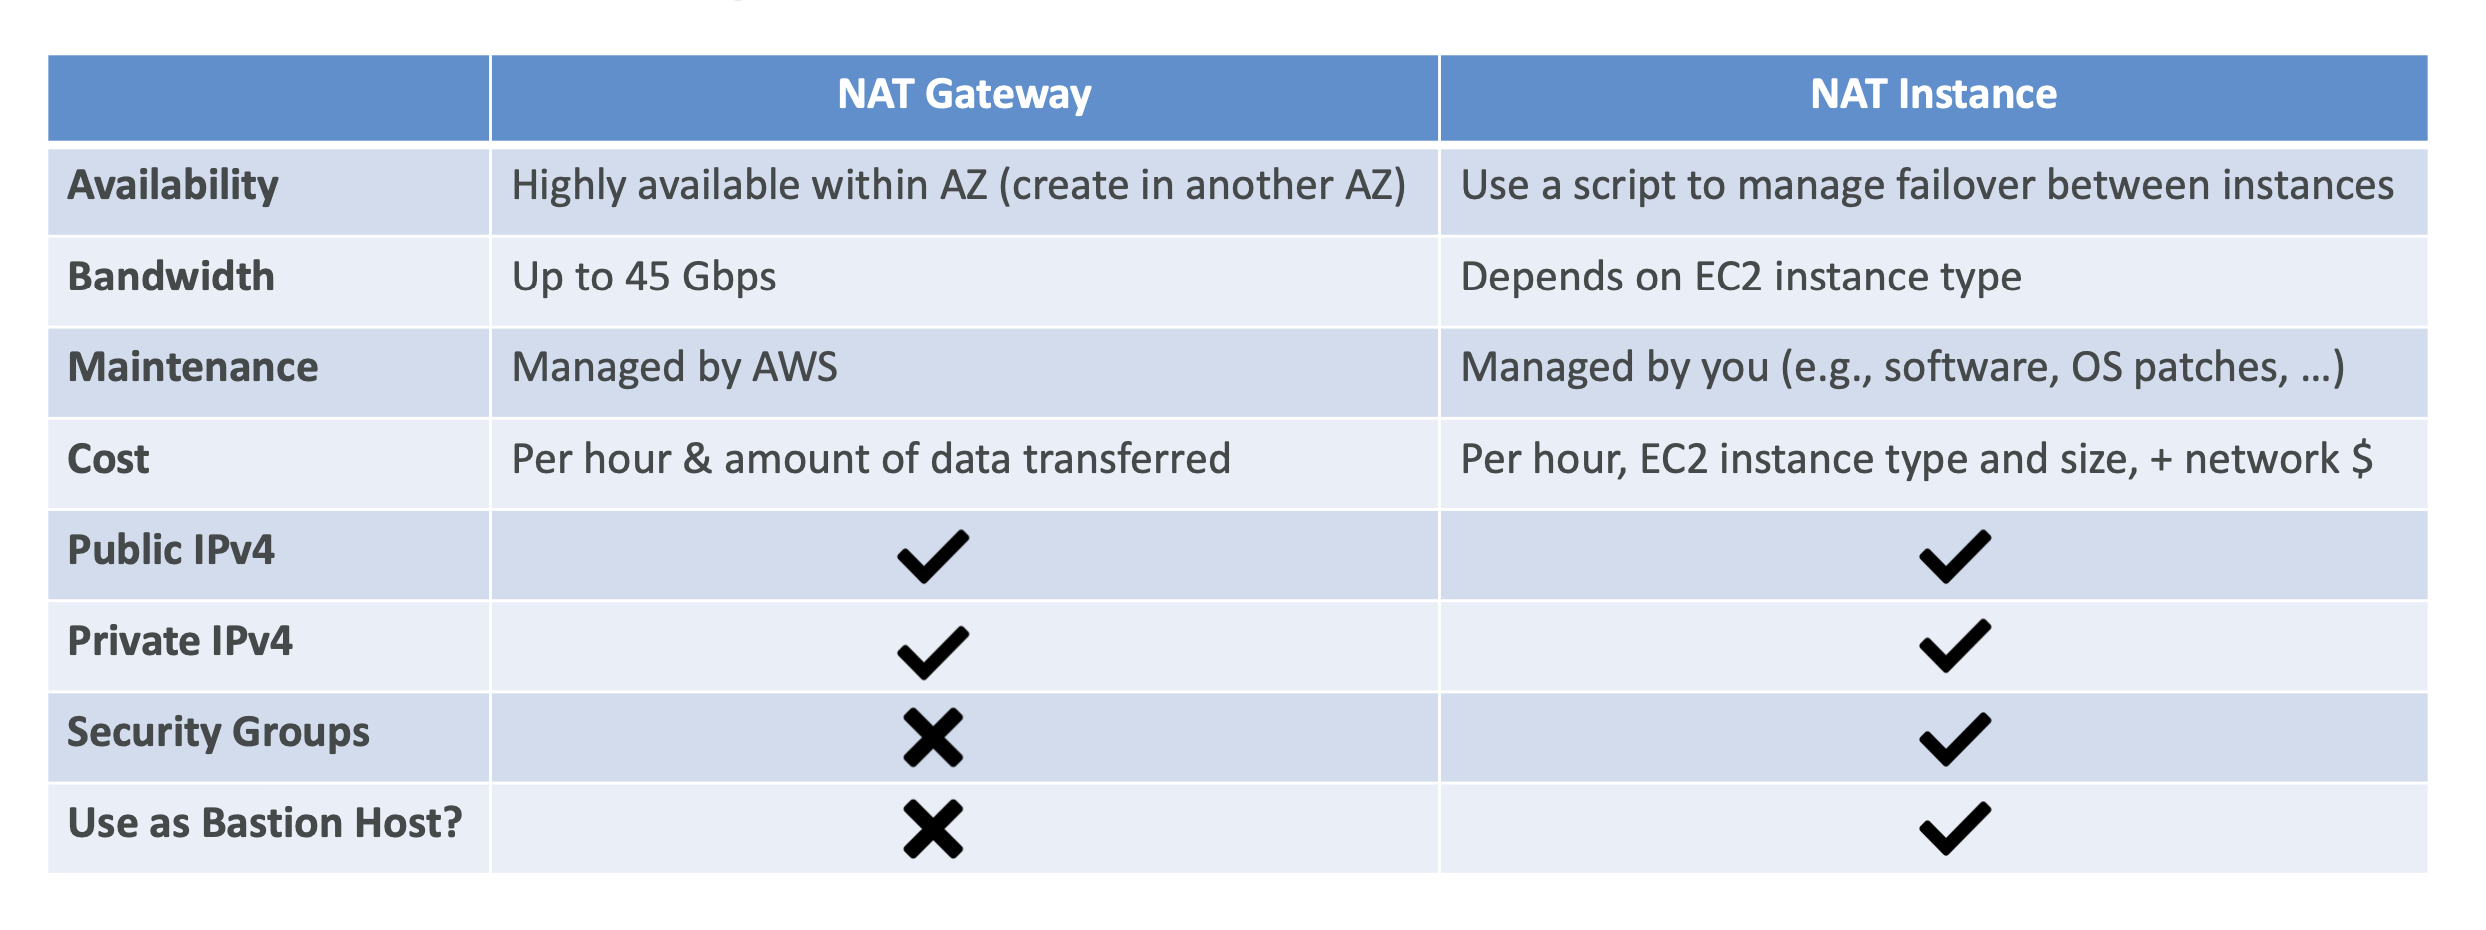 NAT Gateway
NAT Instance
Availability
Highly available within AZ (create in another AZ)
Use a script to manage failover between instances
Bandwidth
Up to 45 Gbps
Depends on EC2 instance type
Maintenance
Managed by AWS
Managed by you (e.g., software, OS patches, …)
Cost
Per hour & amount of data transferred
Per hour, EC2 instance type and size, + network $
Public IPv4
Private IPv4
Security Groups
Use as Bastion Host?